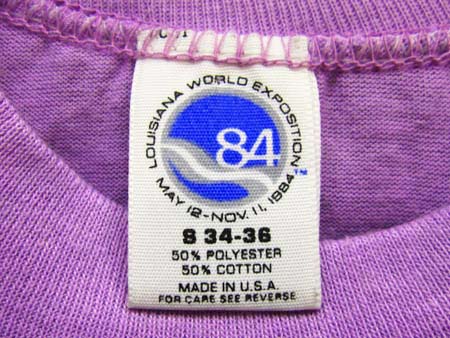 LOUISIANA WORLD EXPOSITION
84
MAY 12-NOV. 11, 1984
TM
S 34-36
50% POLYESTER
50% COTTON
MADE IN U.S.A.
FOR CARE SEE REVERSE